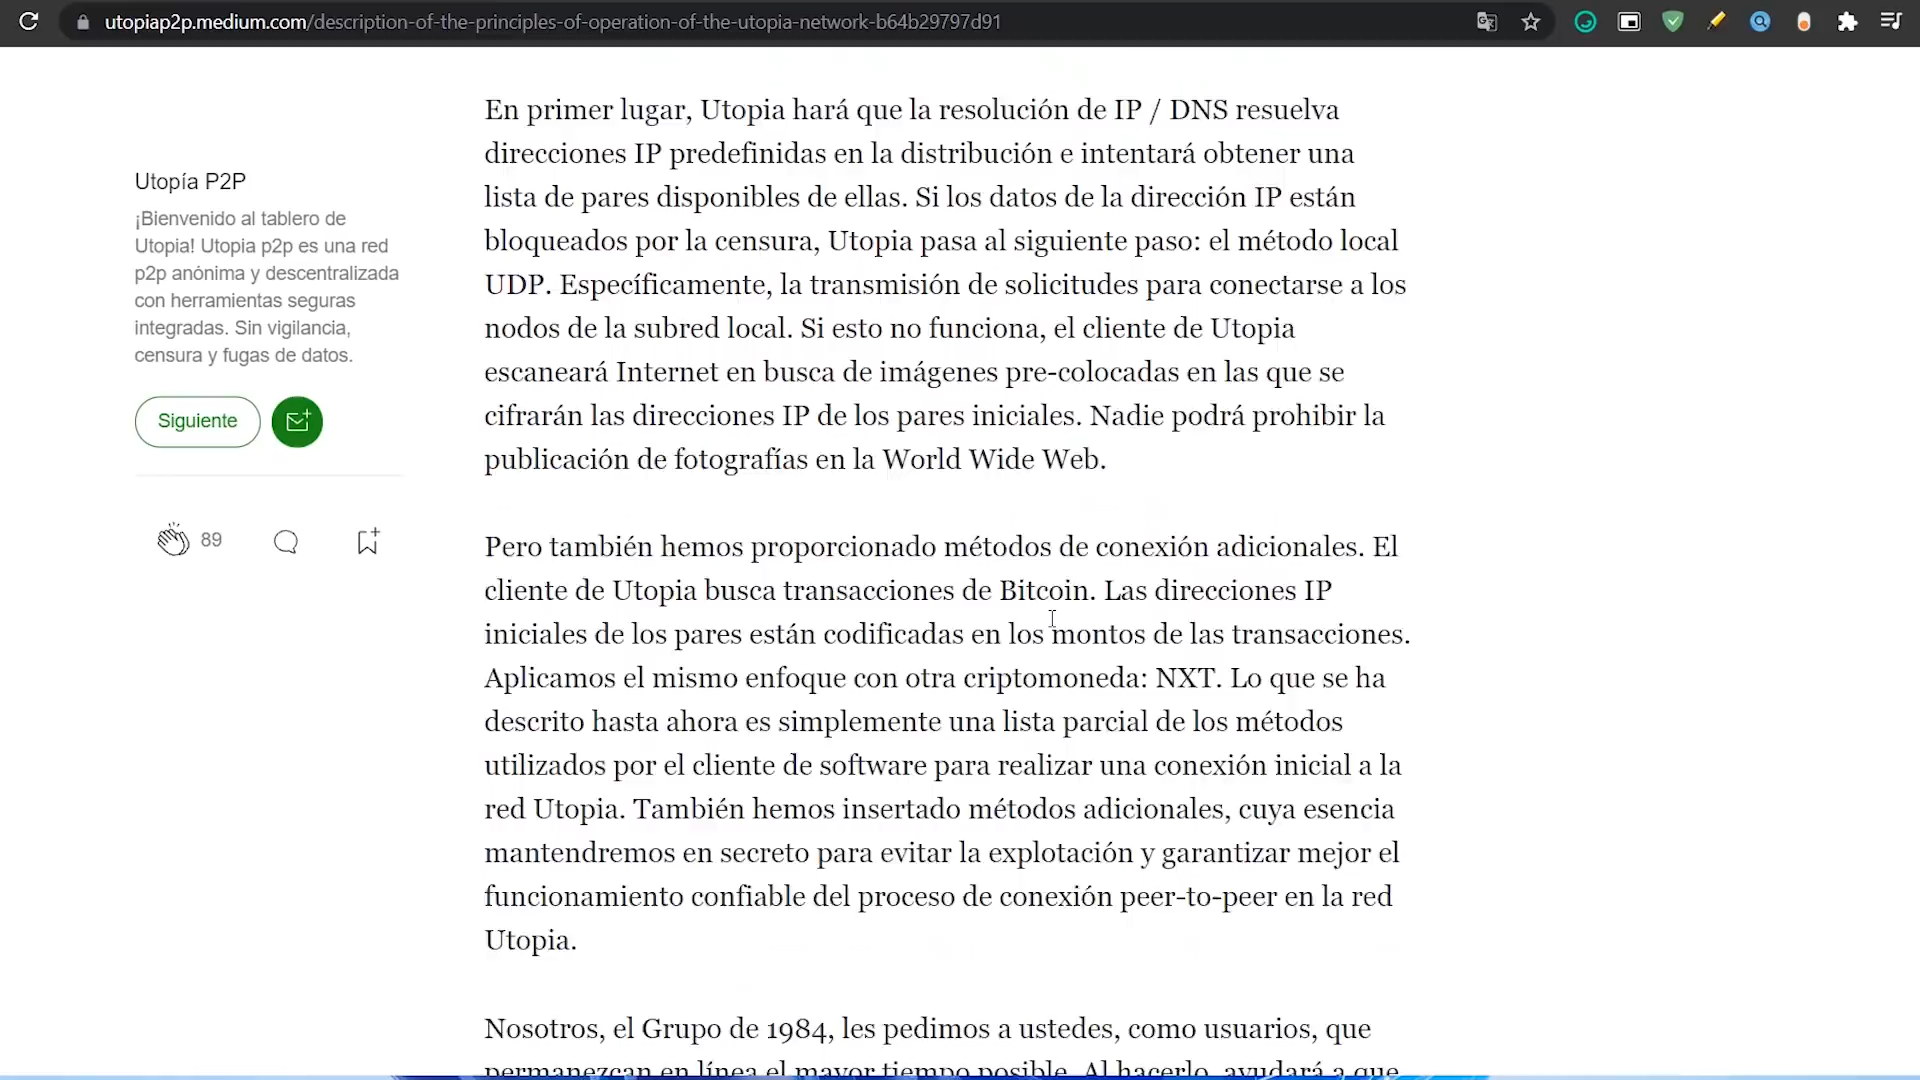 utopiap2p.medium.com/description-of-the-principles-of-operation-of-the-utopia-network-b64b29797d91
Utopía P2P
¡Bienvenido al tablero de
Utopia! Utopia p2p es una red
p2p anónima y descentralizada
con herramientas seguras
integradas. Sin vigilancia,
censura y fugas de datos.
Siguiente
89
En primer lugar, Utopia hará que la resolución de IP / DNS resuelva
direcciones IP predefinidas en la distribución e intentará obtener una
lista de pares disponibles de ellas. Si los datos de la dirección IP están
bloqueados por la censura, Utopia pasa al siguiente paso: el método local
UDP. Específicamente, la transmisión de solicitudes para conectarse a los
nodos de la subred local. Si esto no funciona, el cliente de Utopia
escaneará Internet en busca de imágenes pre-colocadas en las que se
cifrarán las direcciones IP de los pares iniciales. Nadie podrá prohibir la
publicación de fotografías en la World Wide Web.
Pero también hemos proporcionado métodos de conexión adicionales. El
cliente de Utopia busca transacciones de Bitcoin. Las direcciones IP
iniciales de los pares están codificadas en los montos de las transacciones.
Aplicamos el mismo enfoque con otra criptomoneda: NXT. Lo que se ha
descrito hasta ahora es simplemente una lista parcial de los métodos
utilizados por el cliente de software para realizar una conexión inicial a la
red Utopia. También hemos insertado métodos adicionales, cuya esencia
mantendremos en secreto para evitar la explotación y garantizar mejor el
funcionamiento confiable del proceso de conexión peer-to-peer en la red
Utopia.
Nosotros, el Grupo de 1984, les pedimos a ustedes, como usuarios, que
permanezcan en línea el mayor tiempo posible. Al hacerlo, ayudará a que